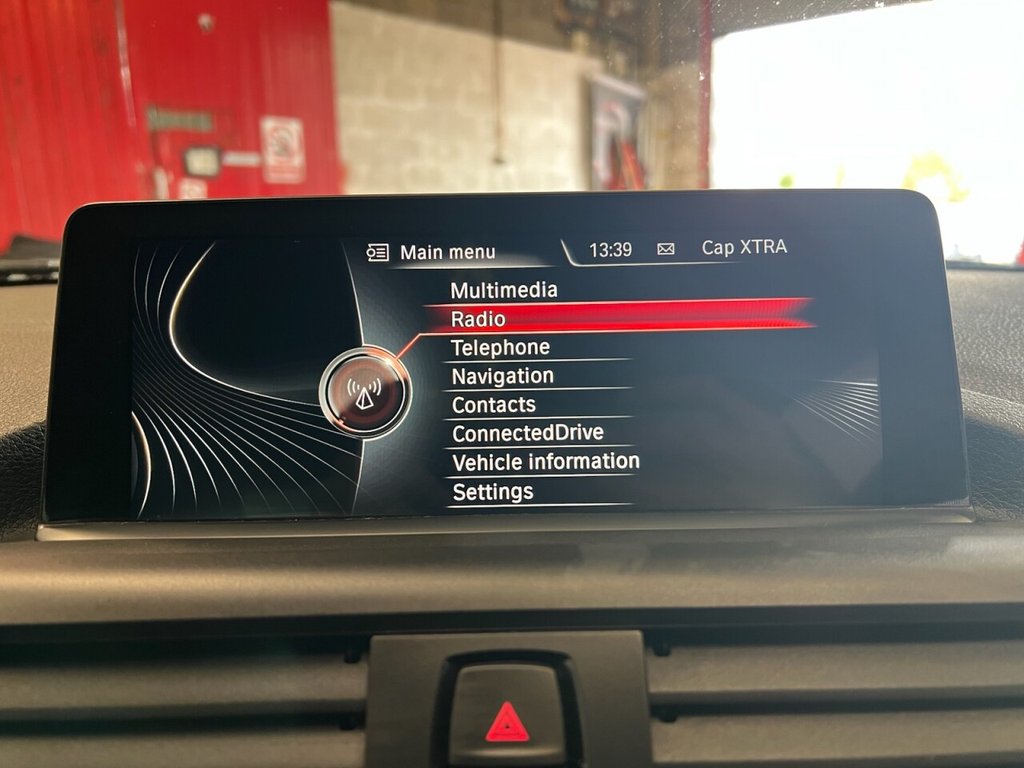 Main menu 13:39 Cap XTRA
Multimedia
Radio
Telephone
Navigation
Contacts
ConnectedDrive
Vehicle information
Settings